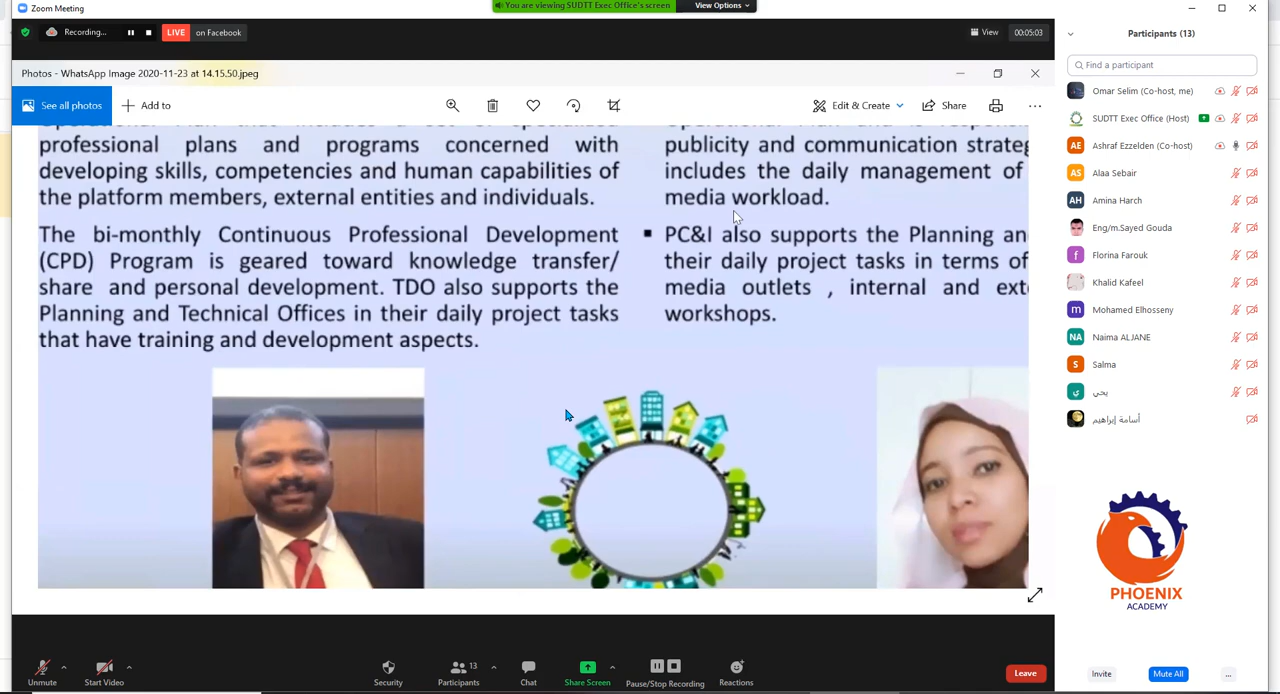 Zoom Meeting
You are viewing SUDTT Exec Office's screen
View Options
Recording...
LIVE
on Facebook
View
00:05:03
Photos - WhatsApp Image 2020-11-23 at 14.15.50.jpeg
See all photos
Add to
Edit & Create
Share
professional plans and programs concerned with
developing skills, competencies and human capabilities of
the platform members, external entities and individuals.
The bi-monthly Continuous Professional Development
(CPD) Program is geared toward knowledge transfer/
share and personal development. TDO also supports the
Planning and Technical Offices in their daily project tasks
that have training and development aspects.
publicity and communication strateg
includes the daily management of
media workload.
▪ PC&I also supports the Planning an
their daily project tasks in terms of
media outlets , internal and ext
workshops.
Participants (13)
Find a participant
Omar Selim (Co-host, me)
SUDTT Exec Office (Host)
AE Ashraf Ezzelden (Co-host)
AS Alaa Sebair
AH Amina Harch
Eng/m.Sayed Gouda
f Florina Farouk
Khalid Kafeel
m Mohamed Elhosseny
NA Naima ALJANE
S Salma
ي يحي
أسامة إبراهيم
PHOENIX
ACADEMY
Unmute
Start Video
Security
13
Participants
Chat
Share Screen
Pause/Stop Recording
Reactions
Leave
Invite
Mute All
...